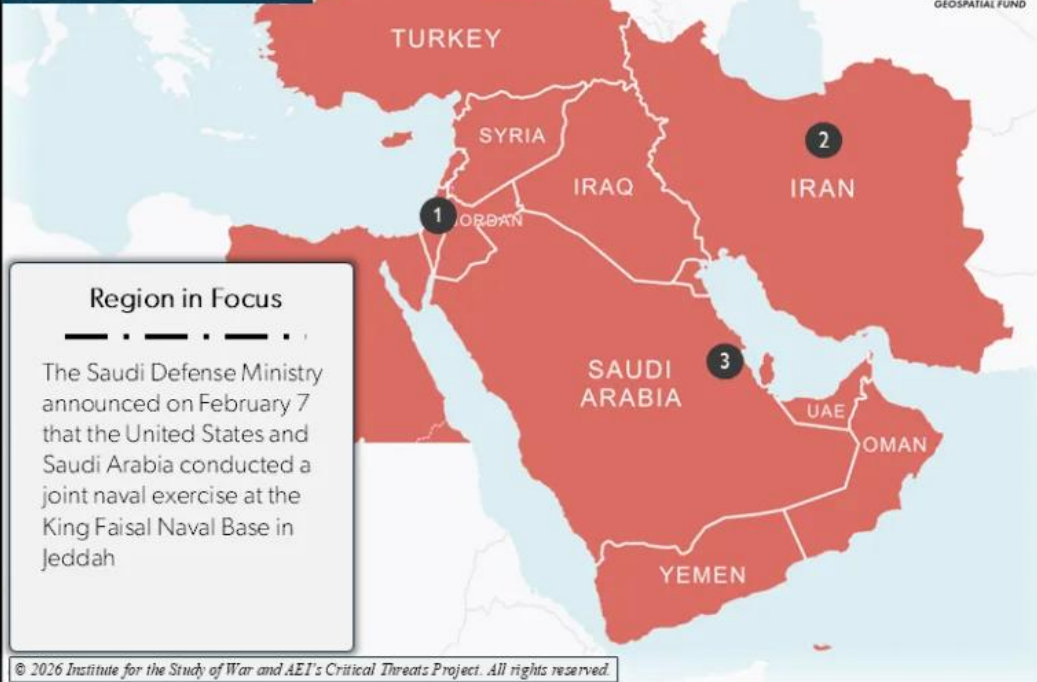 GEOSPATIAL FUND
TURKEY
SYRIA
IRAQ
IRAN
2
1
ORDAN
Region in Focus
The Saudi Defense Ministry
announced on February 7
that the United States and
Saudi Arabia conducted a
joint naval exercise at the
King Faisal Naval Base in
Jeddah
SAUDI
ARABIA
3
UAE
OMAN
YEMEN
© 2026 Institute for the Study of War and AEI's Critical Threats Project. All rights reserved.